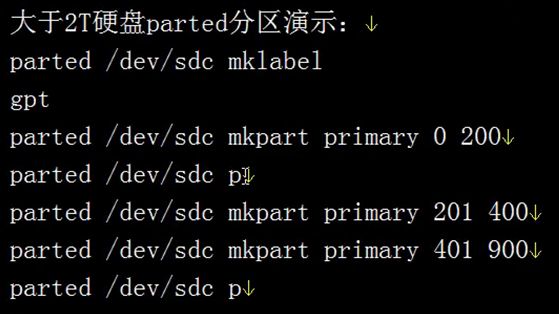 大于2T硬盘parted分区演示：↓
parted /dev/sdc mklabel
gpt
parted /dev/sdc mkpart primary 0 200↓
parted /dev/sdc p↓
parted /dev/sdc mkpart primary 201 400↓
parted /dev/sdc mkpart primary 401 900↓
parted /dev/sdc p↓